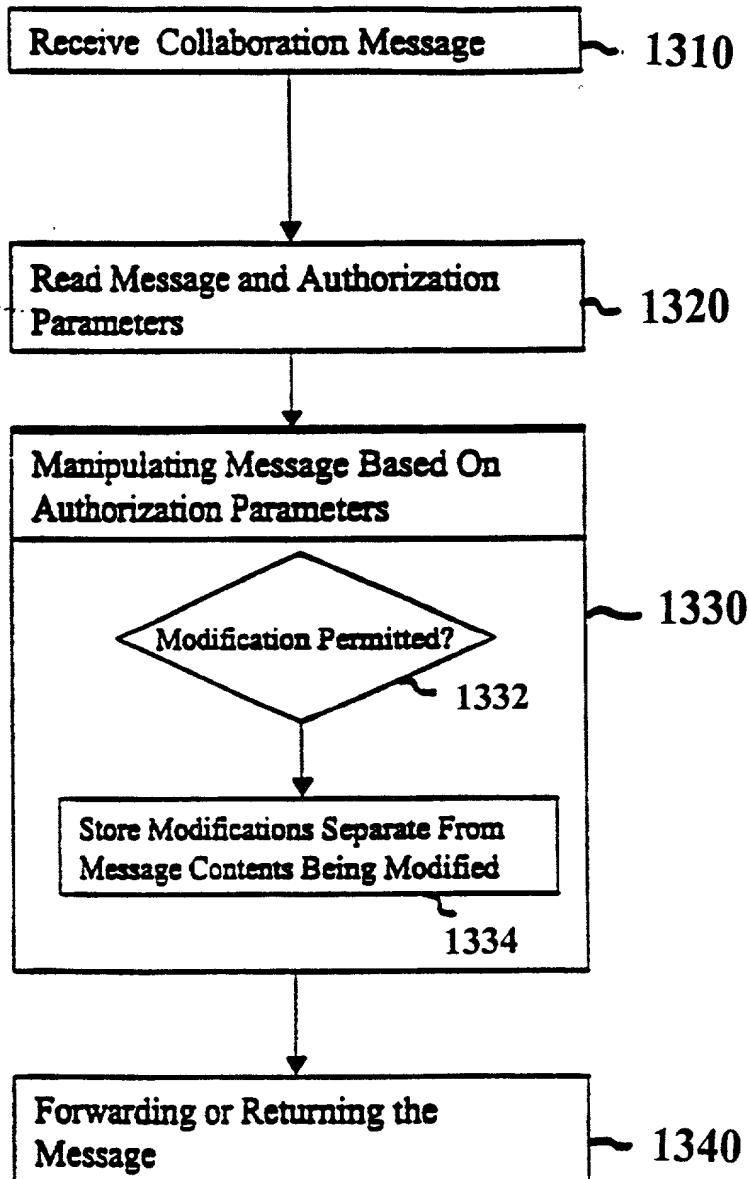 Receive Collaboration Message
1310
Read Message and Authorization
Parameters
1320
Manipulating Message Based On
Authorization Parameters
1330
Modification Permitted?
1332
Store Modifications Separate From
Message Contents Being Modified
1334
Forwarding or Returning the
Message
1340